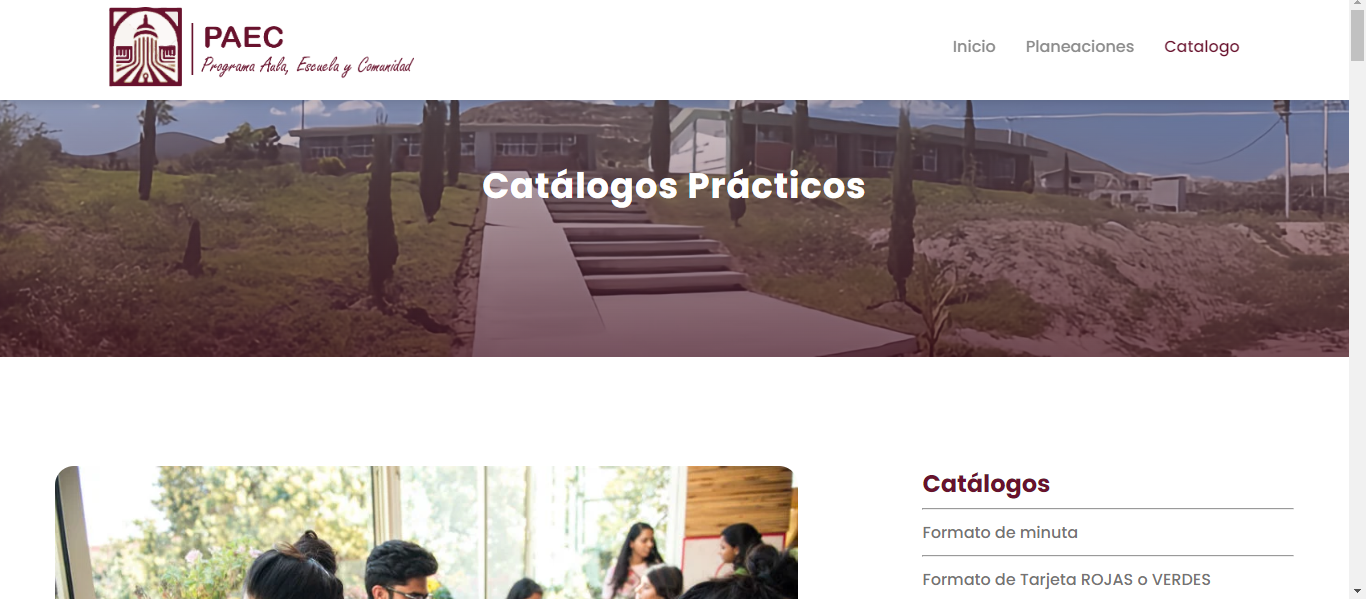 PAEC
Programa Aula, Escuela y Comunidad
Inicio Planeaciones Catalogo
Catálogos Prácticos
Catálogos
Formato de minuta
Formato de Tarjeta ROJAS o VERDES